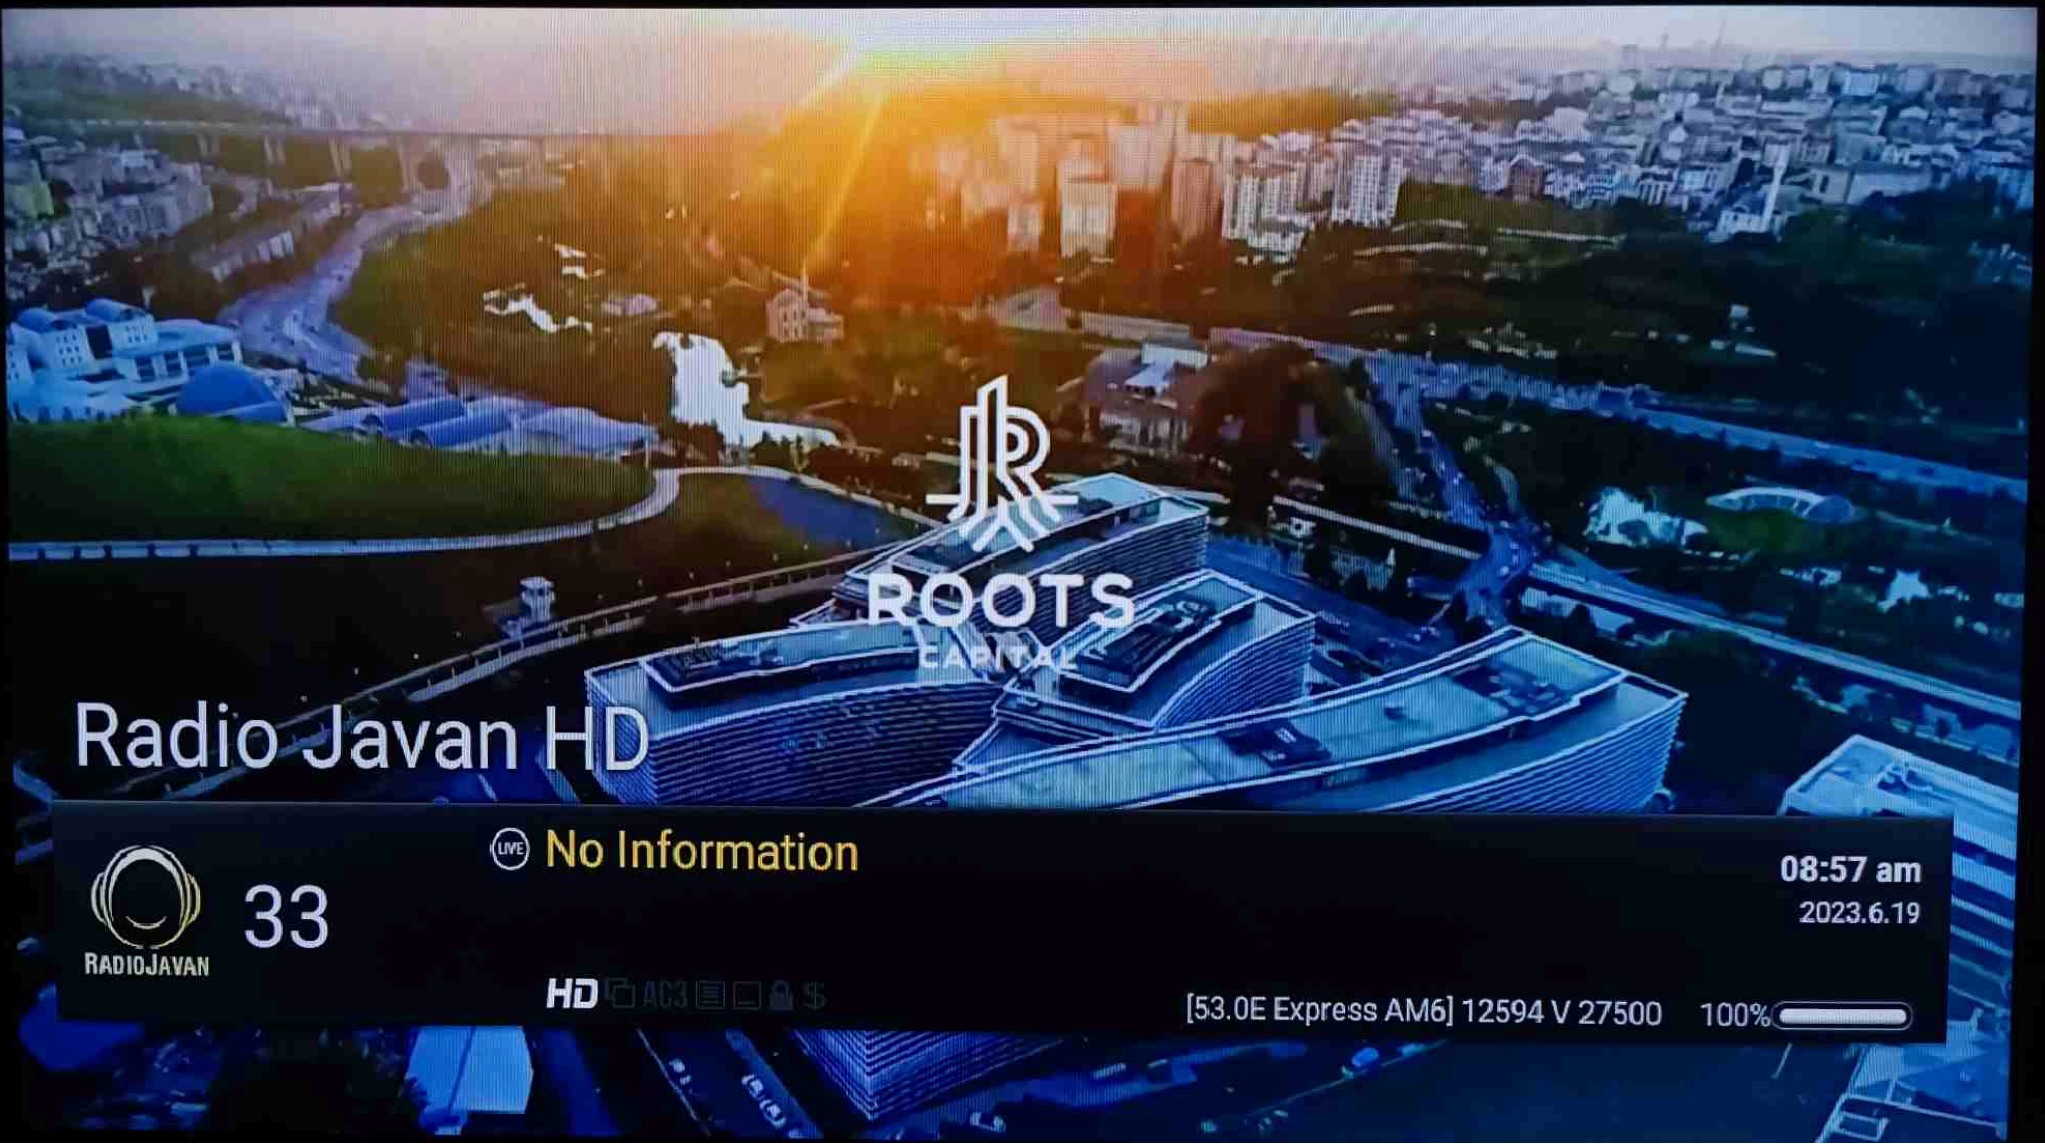 ROOTS
CAPITAL
Radio Javan HD
LIVE No Information
08:57 am
2023.6.19
33
RADIOJAVAN
HD AC3 $
[53.0E Express AM6] 12594 V 27500 100%